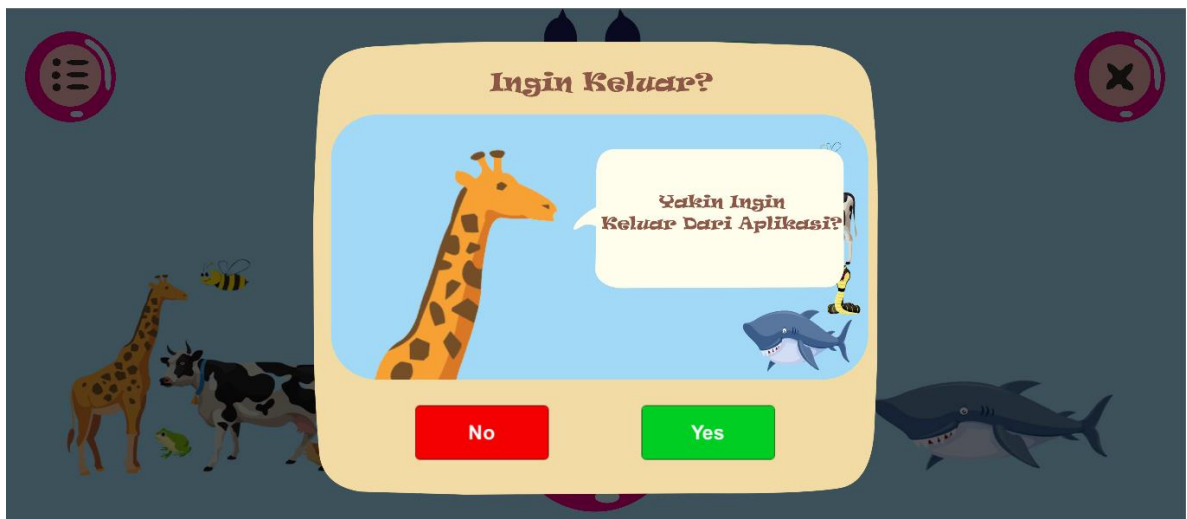 Ingin Keluar?
Yakin Ingin
Keluar Dari Aplikasi?
No
Yes